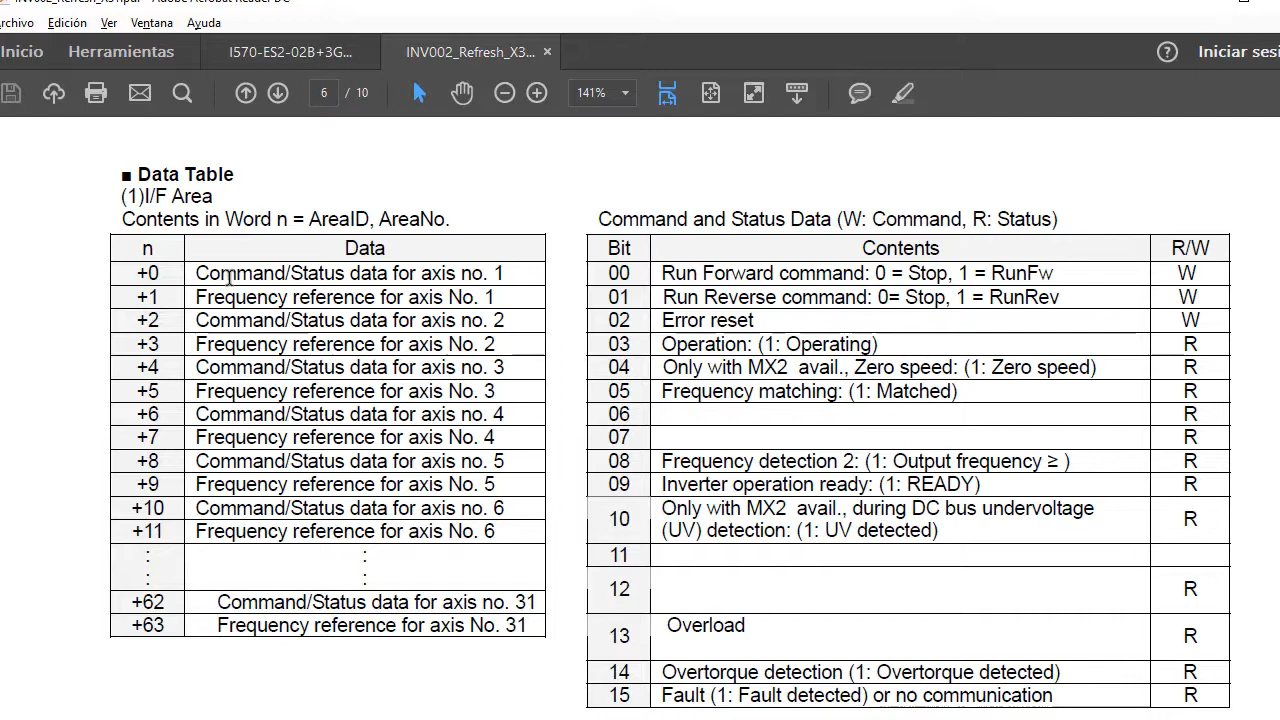 Archivo Edición Ver Ventana Ayuda
Inicio Herramientas I570-ES2-02B+3G... INV002_Refresh_X3... × ? Iniciar sesi
6 / 10 141%
■ Data Table
(1)I/F Area
Contents in Word n = AreaID, AreaNo.
n Data
+0 Command/Status data for axis no. 1
+1 Frequency reference for axis No. 1
+2 Command/Status data for axis no. 2
+3 Frequency reference for axis No. 2
+4 Command/Status data for axis no. 3
+5 Frequency reference for axis No. 3
+6 Command/Status data for axis no. 4
+7 Frequency reference for axis No. 4
+8 Command/Status data for axis no. 5
+9 Frequency reference for axis No. 5
+10 Command/Status data for axis no. 6
+11 Frequency reference for axis No. 6
: :
: :
+62 Command/Status data for axis no. 31
+63 Frequency reference for axis No. 31
Command and Status Data (W: Command, R: Status)
Bit Contents R/W
00 Run Forward command: 0 = Stop, 1 = RunFw W
01 Run Reverse command: 0= Stop, 1 = RunRev W
02 Error reset W
03 Operation: (1: Operating) R
04 Only with MX2 avail., Zero speed: (1: Zero speed) R
05 Frequency matching: (1: Matched) R
06 R
07 R
08 Frequency detection 2: (1: Output frequency ≥ ) R
09 Inverter operation ready: (1: READY) R
10 Only with MX2 avail., during DC bus undervoltage
(UV) detection: (1: UV detected) R
11
12 R
13 Overload R
14 Overtorque detection (1: Overtorque detected) R
15 Fault (1: Fault detected) or no communication R